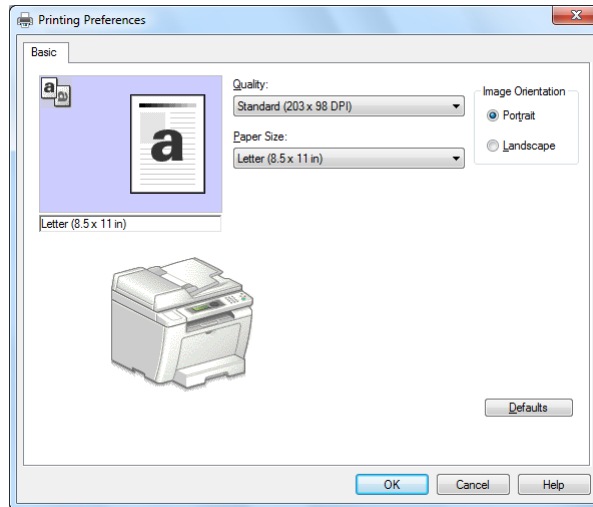 Printing Preferences
Basic
a
a
a
Quality:
Standard (203 x 98 DPI)
Paper Size:
Letter (8.5 x 11 in)
Image Orientation
Portrait
Landscape
Letter (8.5 x 11 in)
Defaults
OK
Cancel
Help